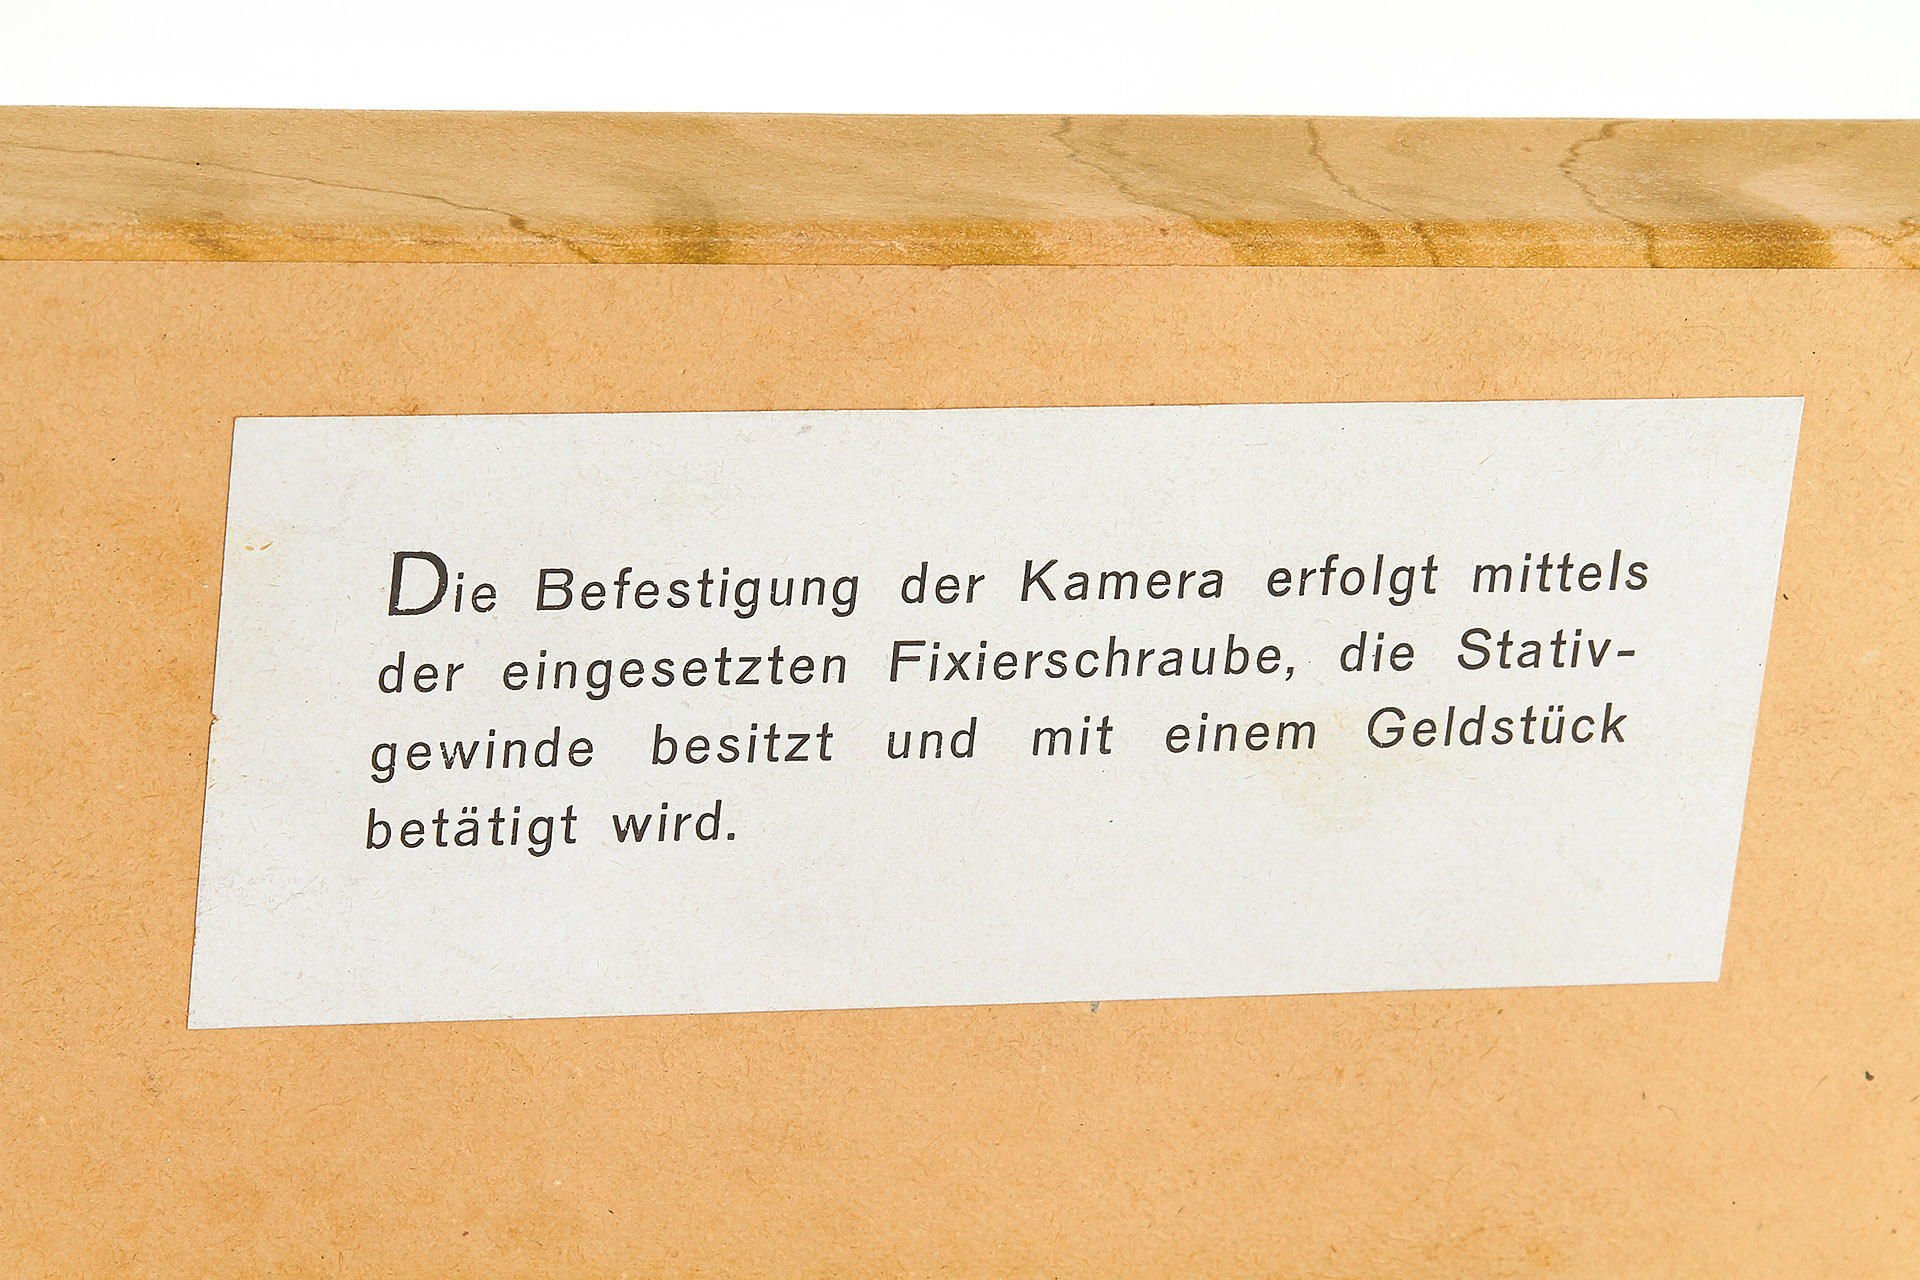 Die Befestigung der Kamera erfolgt mittels
der eingesetzten Fixierschraube, die Stativ-
gewinde besitzt und mit einem Geldstück
betätigt wird.